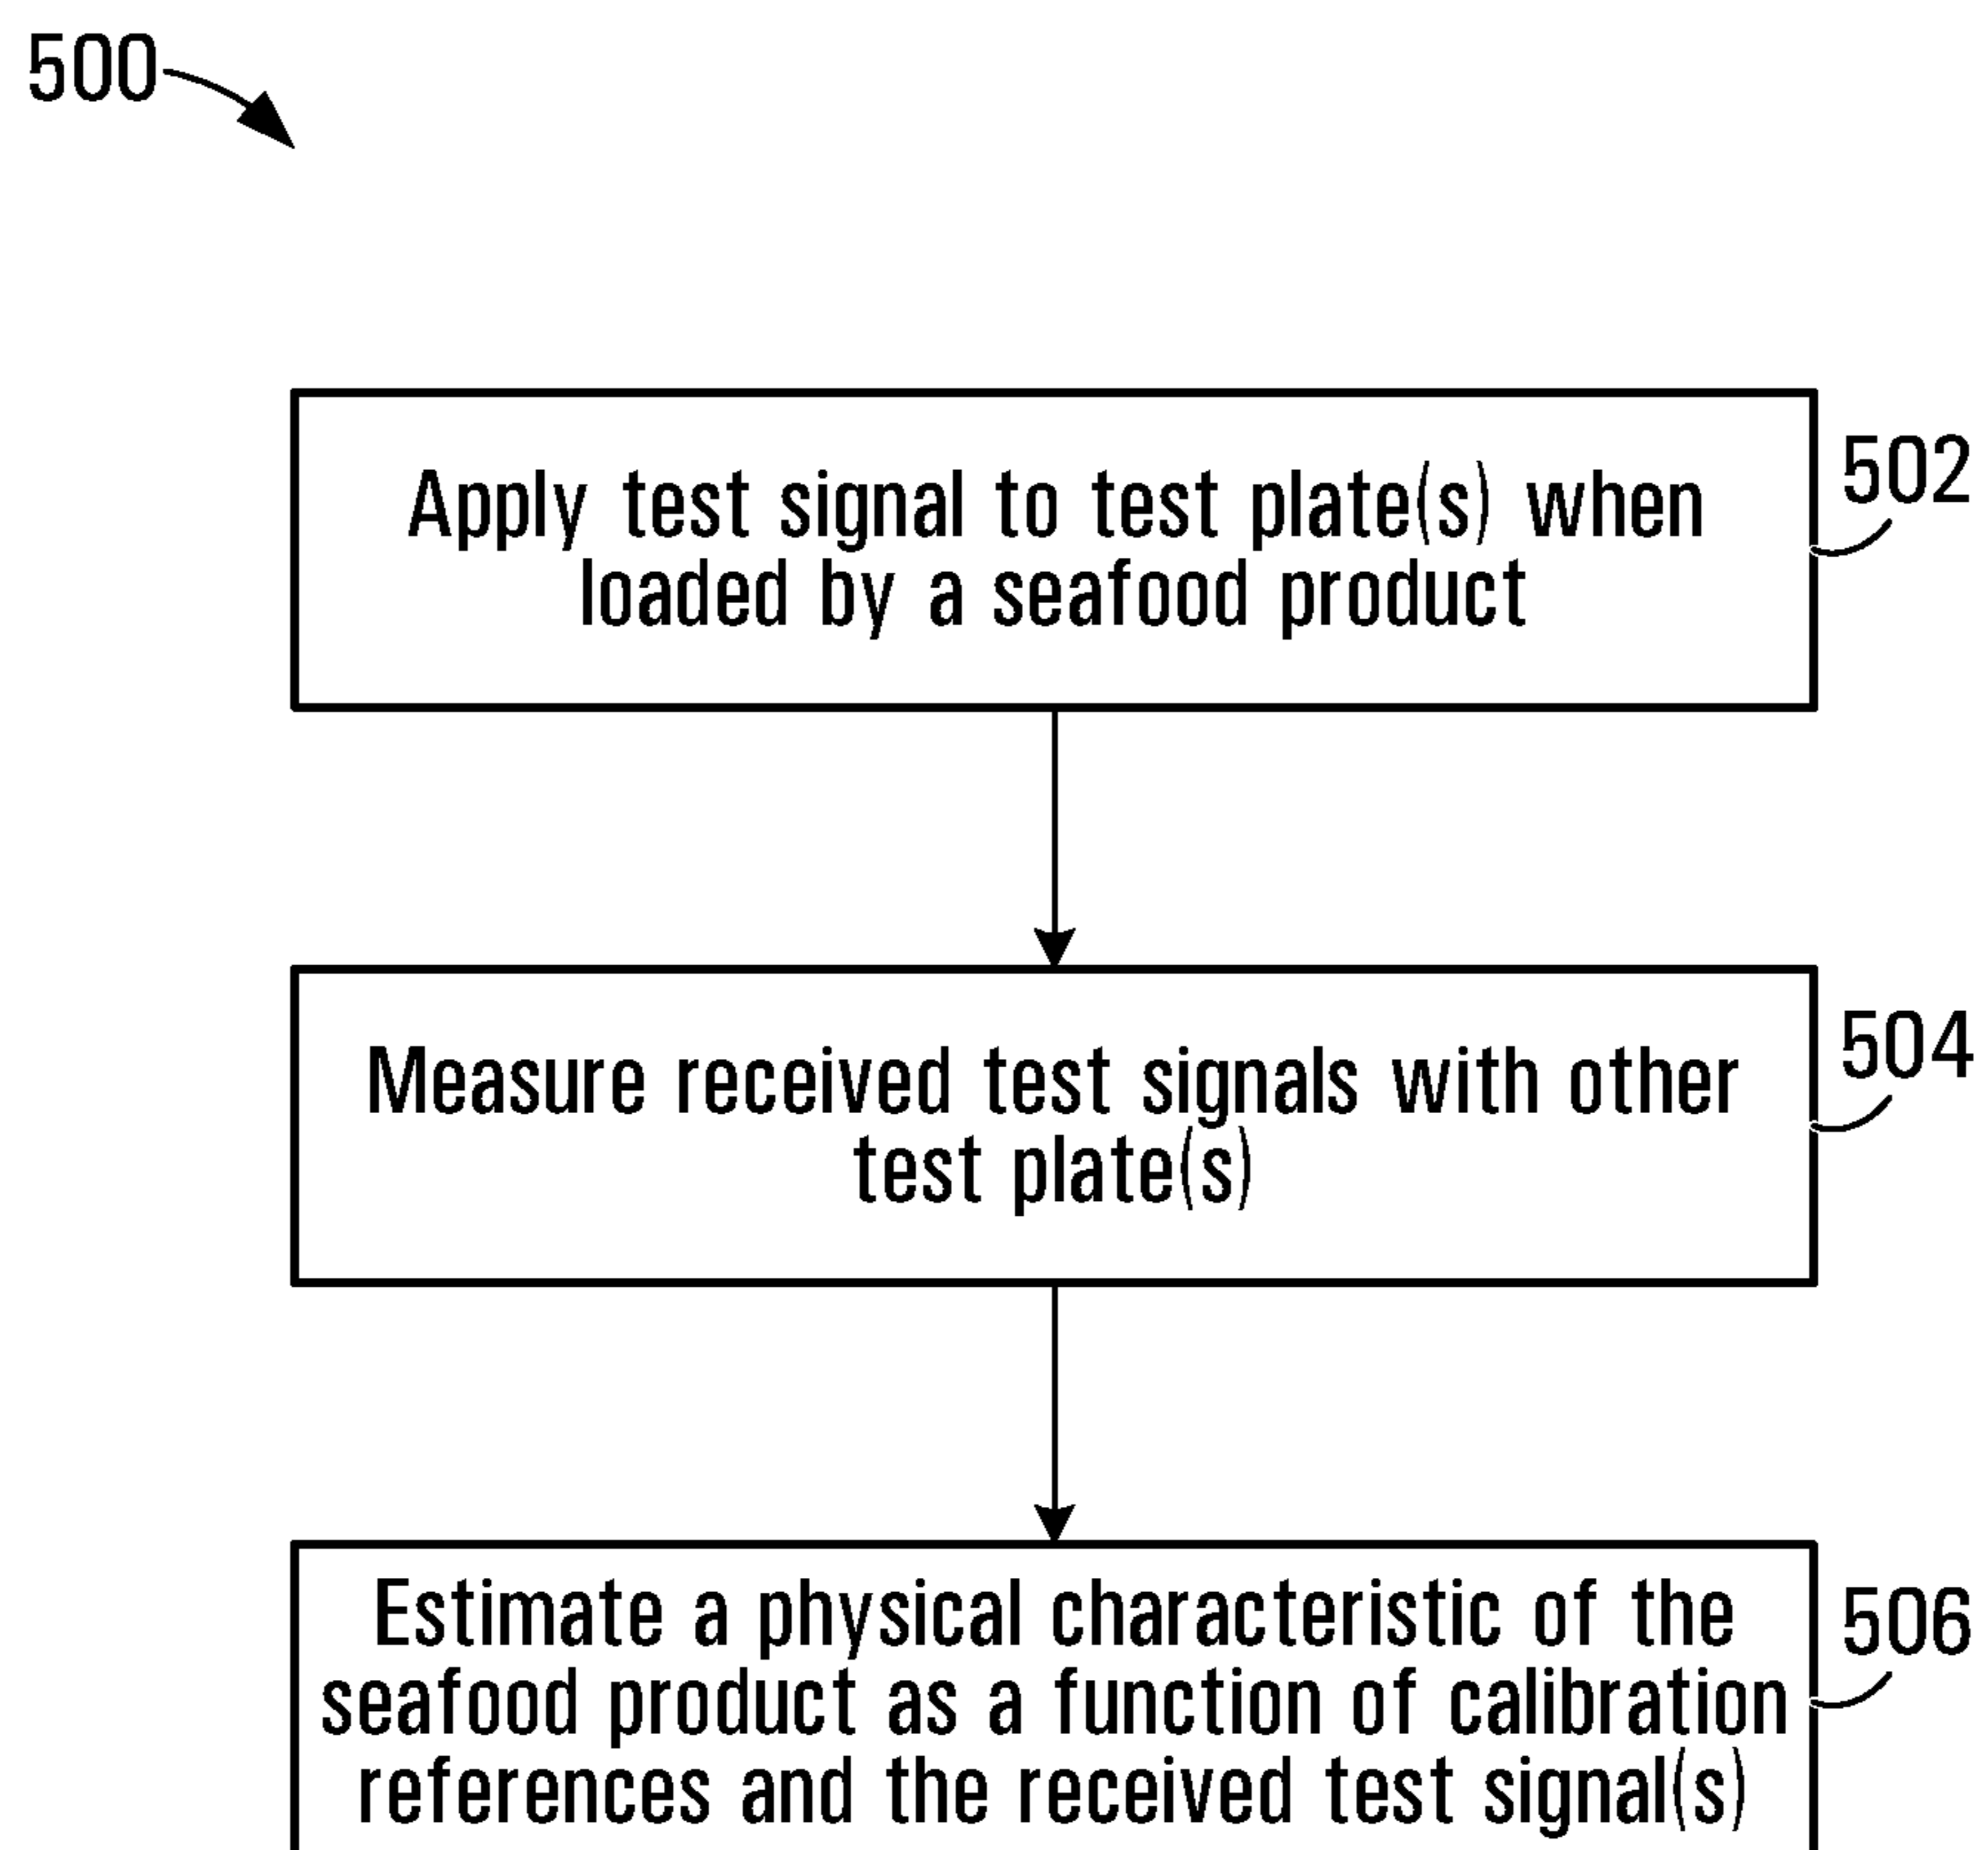 500
Apply test signal to test plate(s) when
loaded by a seafood product
502
Measure received test signals with other
test plate(s)
504
Estimate a physical characteristic of the
seafood product as a function of calibration
references and the received test signal(s)
506